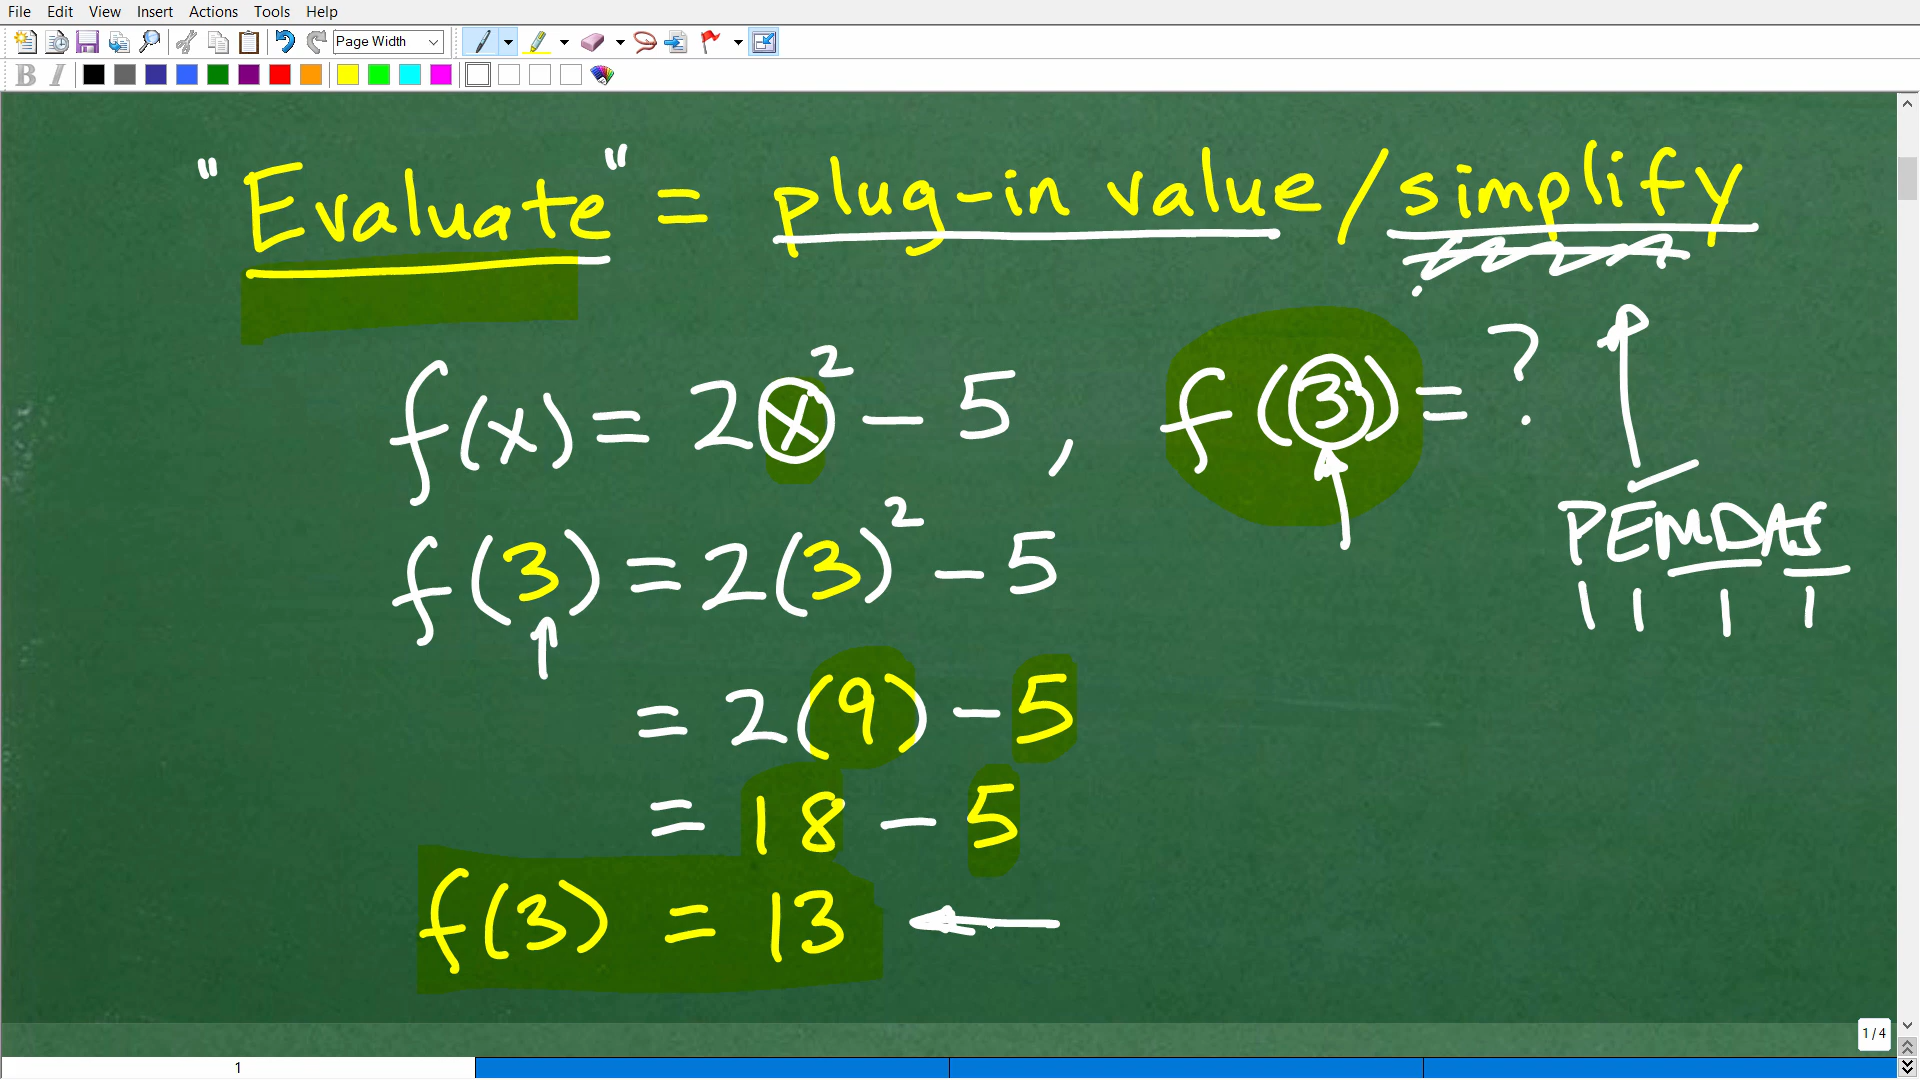 File Edit View Insert Actions Tools Help
Page Width
B I
"Evaluate" = plug-in value / simplify
f(x) = 2x² - 5, f(3) = ?
PEMDAS
f(3) = 2(3)² - 5
= 2(9) - 5
= 18 - 5
f(3) = 13
1 / 4
1